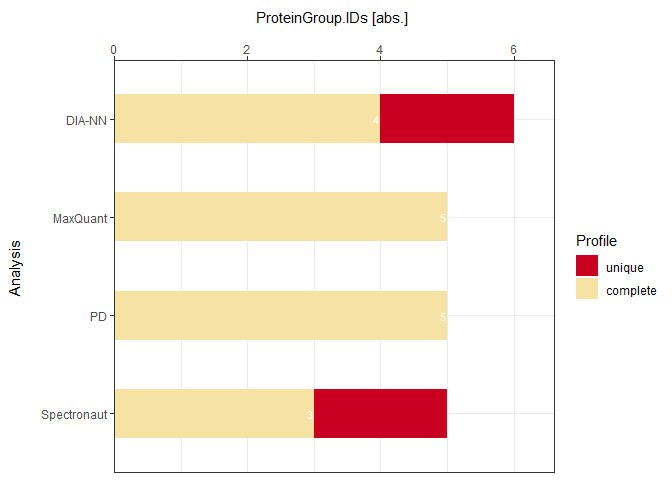 ProteinGroup.IDs [abs.]
0 2 4 6
DIA-NN 4
MaxQuant 5
PD 5
Spectronaut 3
Analysis
Profile
unique
complete